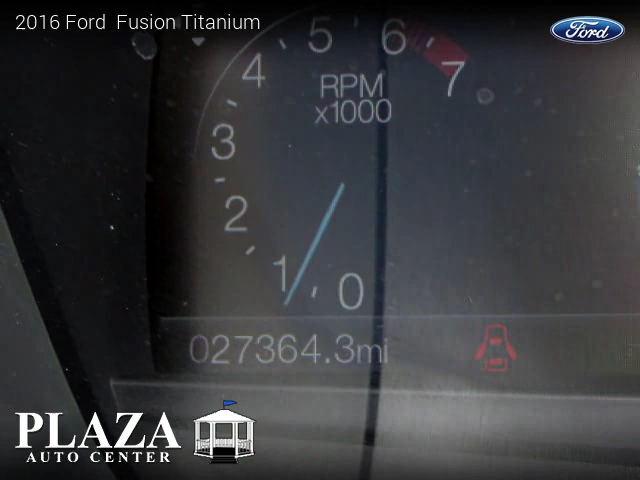 2016 Ford Fusion Titanium
Ford
5 6
4 7
RPM
x1000
3
2
1 0
027364.3mi
PLAZA
AUTO CENTER